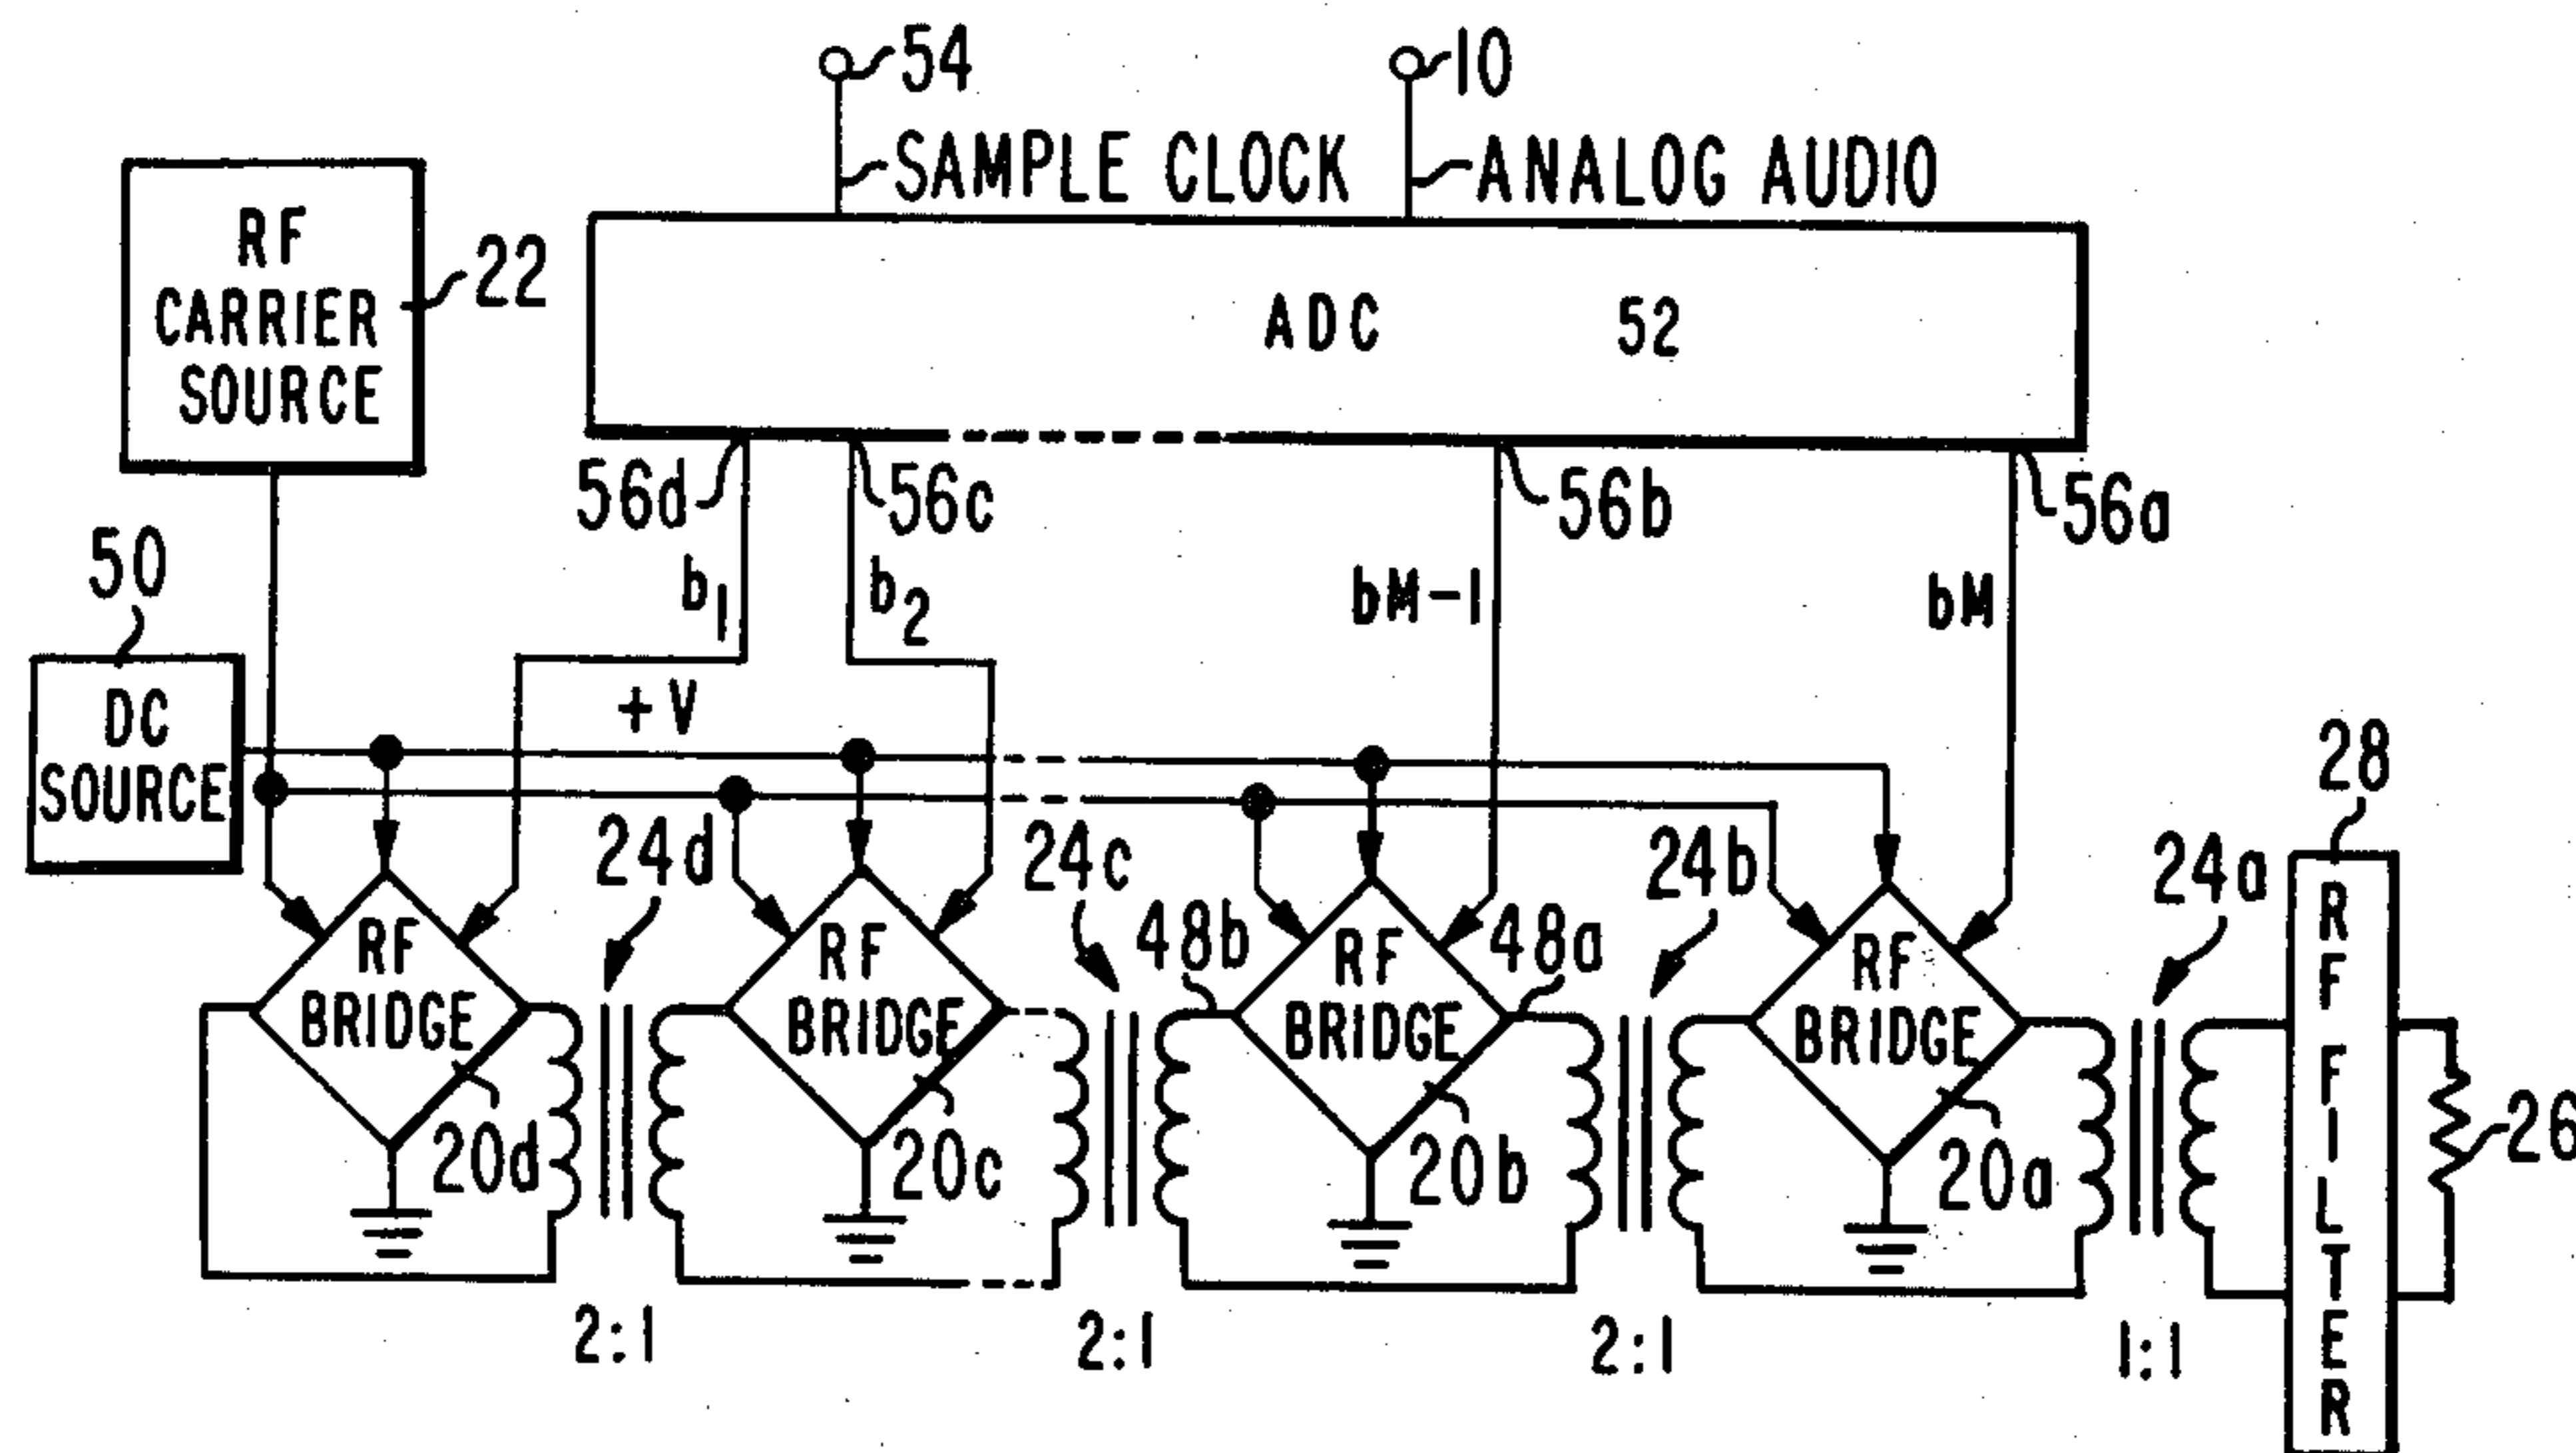 54
10
SAMPLE CLOCK
ANALOG AUDIO
RF
CARRIER
SOURCE
22
ADC 52
56d
56c
56b
56a
50
b1
b2
bM-1
bM
DC
SOURCE
+V
28
24d
24c
24b
24a
48b
48a
RF
BRIDGE
RF
BRIDGE
RF
BRIDGE
RF
BRIDGE
RF FILTER
20d
20c
20b
20a
26
2:1
2:1
2:1
1:1